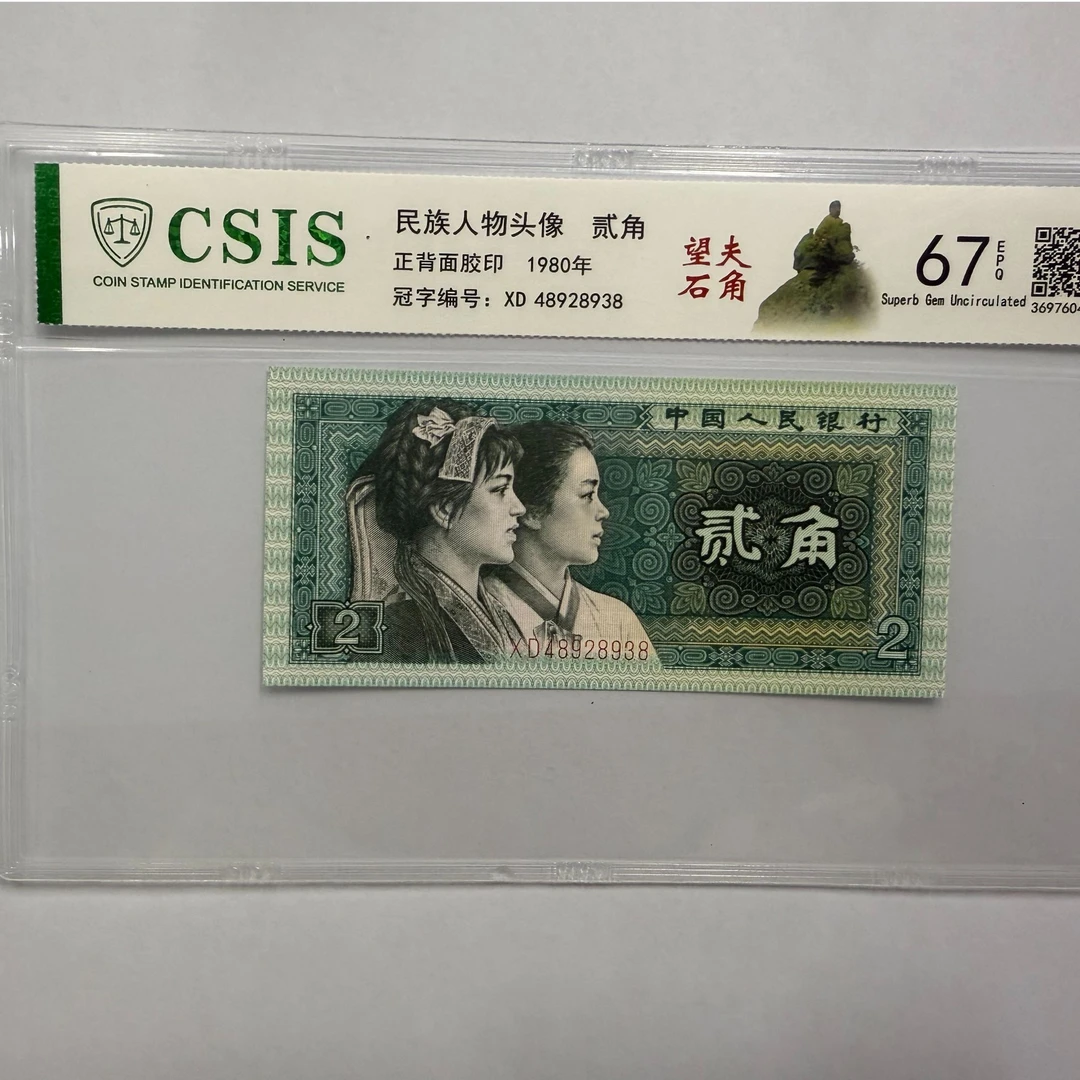 CSIS
COIN STAMP IDENTIFICATION SERVICE
民族人物头像 贰角
正背面胶印 1980年
冠字编号：XD 48928938
望夫
石角
67 EPQ
Superb Gem Uncirculated
369760
中国人民银行
贰角
2
2
XD48928938